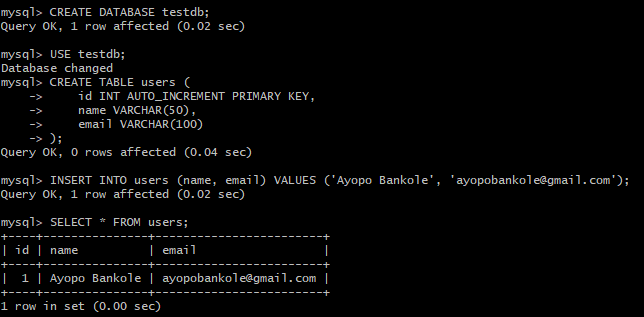 mysql> CREATE DATABASE testdb;
Query OK, 1 row affected (0.02 sec)
mysql> USE testdb;
Database changed
mysql> CREATE TABLE users (
    ->     id INT AUTO_INCREMENT PRIMARY KEY,
    ->     name VARCHAR(50),
    ->     email VARCHAR(100)
    -> );
Query OK, 0 rows affected (0.04 sec)
mysql> INSERT INTO users (name, email) VALUES ('Ayopo Bankole', 'ayopobankole@gmail.com');
Query OK, 1 row affected (0.02 sec)
mysql> SELECT * FROM users;
+----+---------------+------------------------+
| id | name          | email                  |
+----+---------------+------------------------+
|  1 | Ayopo Bankole | ayopobankole@gmail.com |
+----+---------------+------------------------+
1 row in set (0.00 sec)